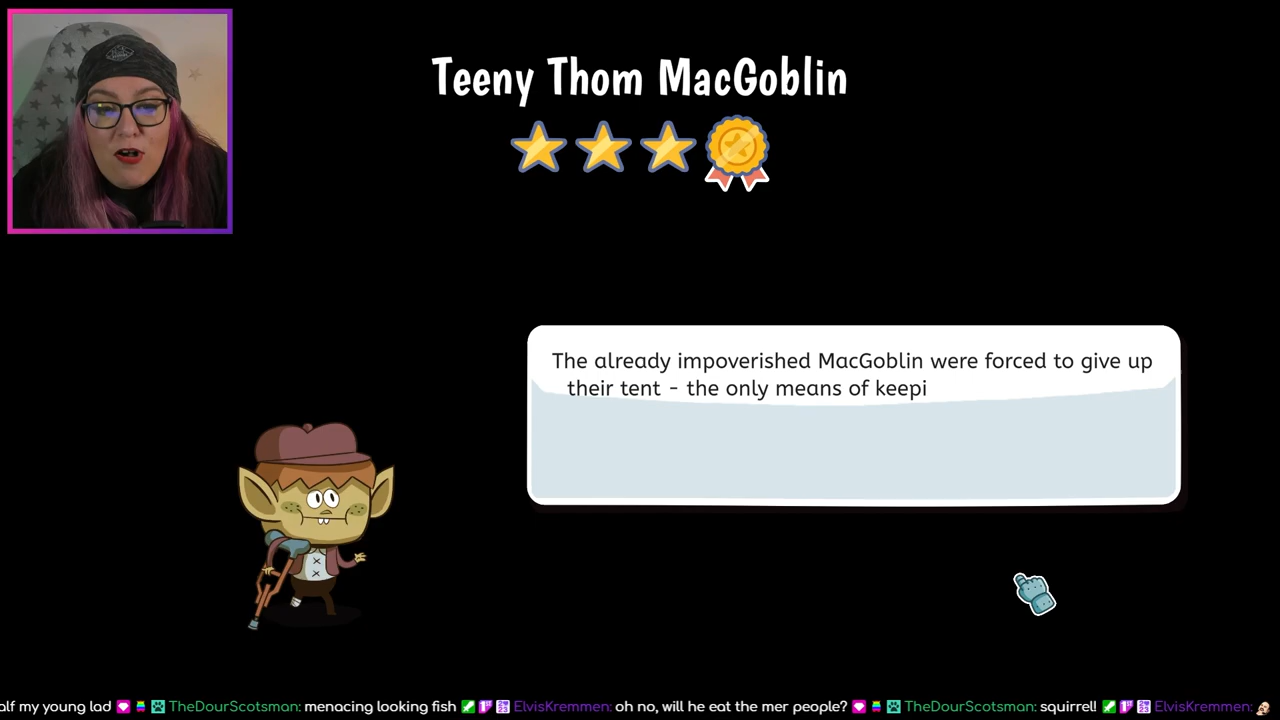 Teeny Thom MacGoblin
The already impoverished MacGoblin were forced to give up
their tent - the only means of keepi
alf my young lad TheDourScotsman: menacing looking fish ElvisKremmen: oh no, will he eat the mer people? TheDourScotsman: squirrel! ElvisKremmen: